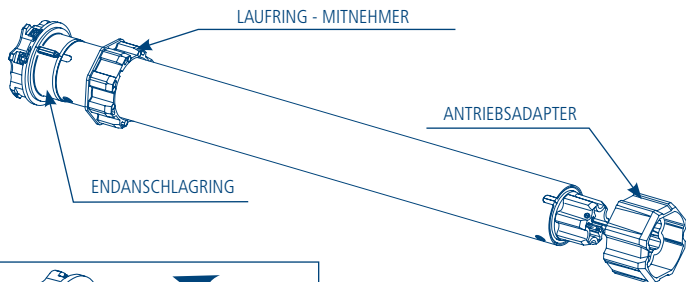 LAUFRING - MITNEHMER
ANTRIEBSADAPTER
ENDANSCHLAGRING